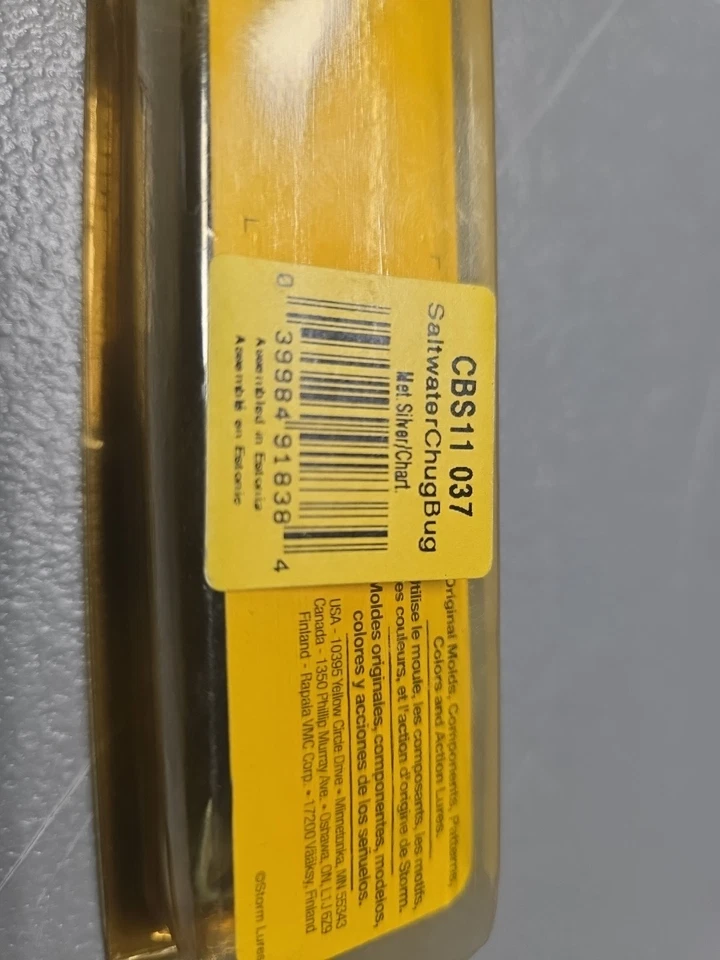 CBS11 037
SaltwaterChugBug
Met.Silver/Chart.
0 39984 91838 4
Assembled in Estonia
Assemblé en Estonie
Original Molds, Components, Patterns,
Colors and Action Lures.
utilise le moule, les composants, les motifs,
es couleurs, et l'action d'origine de Storm.
Moldes originales, componentes, modelos,
colores y acciones de los señuelos.
USA - 10395 Yellow Circle Drive • Minnetonka, MN 55343
Canada - 1350 Phillip Murray Ave. • Oshawa, ON, L1J 6Z9
Finland - Rapala VMC Corp. • 17200 Vääksy, Finland
©Storm Lures